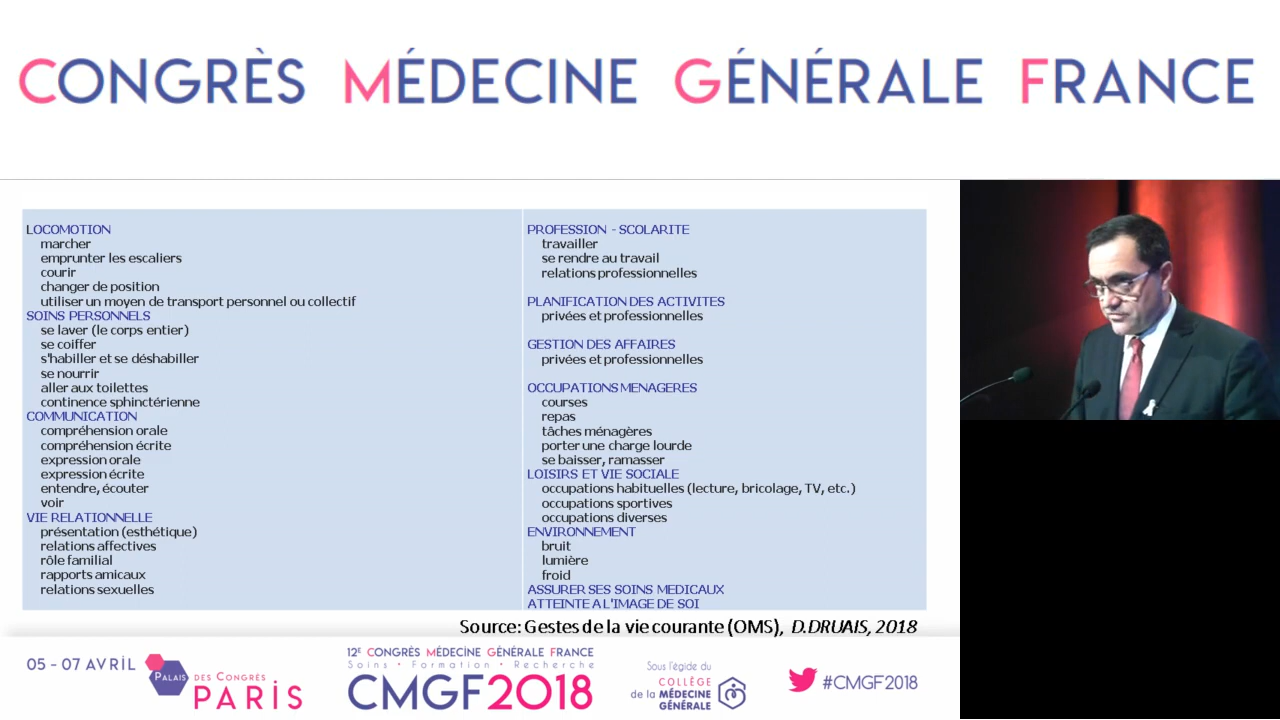 CONGRÈS MÉDECINE GÉNÉRALE FRANCE
LOCOMOTION
marcher
emprunter les escaliers
courir
changer de position
utiliser un moyen de transport personnel ou collectif
SOINS PERSONNELS
se laver (le corps entier)
se coiffer
s'habiller et se déshabiller
se nourrir
aller aux toilettes
continence sphinctérienne
COMMUNICATION
compréhension orale
compréhension écrite
expression orale
expression écrite
entendre, écouter
voir
VIE RELATIONNELLE
présentation (esthétique)
relations affectives
rôle familial
rapports amicaux
relations sexuelles
PROFESSION - SCOLARITE
travailler
se rendre au travail
relations professionnelles
PLANIFICATION DES ACTIVITES
privées et professionnelles
GESTION DES AFFAIRES
privées et professionnelles
OCCUPATIONS MENAGERES
courses
repas
tâches ménagères
porter une charge lourde
se baisser, ramasser
LOISIRS ET VIE SOCIALE
occupations habituelles (lecture, bricolage, TV, etc.)
occupations sportives
occupations diverses
ENVIRONNEMENT
bruit
lumière
froid
ASSURER SES SOINS MEDICAUX
ATTEINTE A L'IMAGE DE SOI
Source: Gestes de la vie courante (OMS), D.DRUAIS, 2018
05 - 07 AVRIL
PALAIS DES CONGRÈS
PARIS
12E CONGRÈS MÉDECINE GÉNÉRALE FRANCE
Soins • Formation • Recherche
CMGF2018
Sous l'égide du
COLLÈGE
de la MÉDECINE
GÉNÉRALE
#CMGF2018